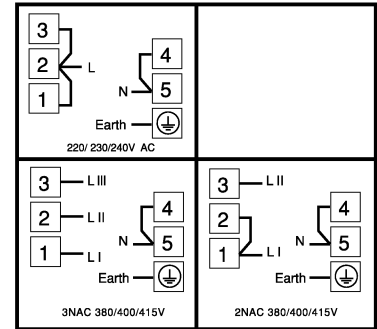 3
2 L
1
4
N 5
Earth
220/ 230/240V AC
3 L III
2 L II
1 L I
4
N 5
Earth
3NAC 380/400/415V
3 L II
2
1 L I
4
N 5
Earth
2NAC 380/400/415V